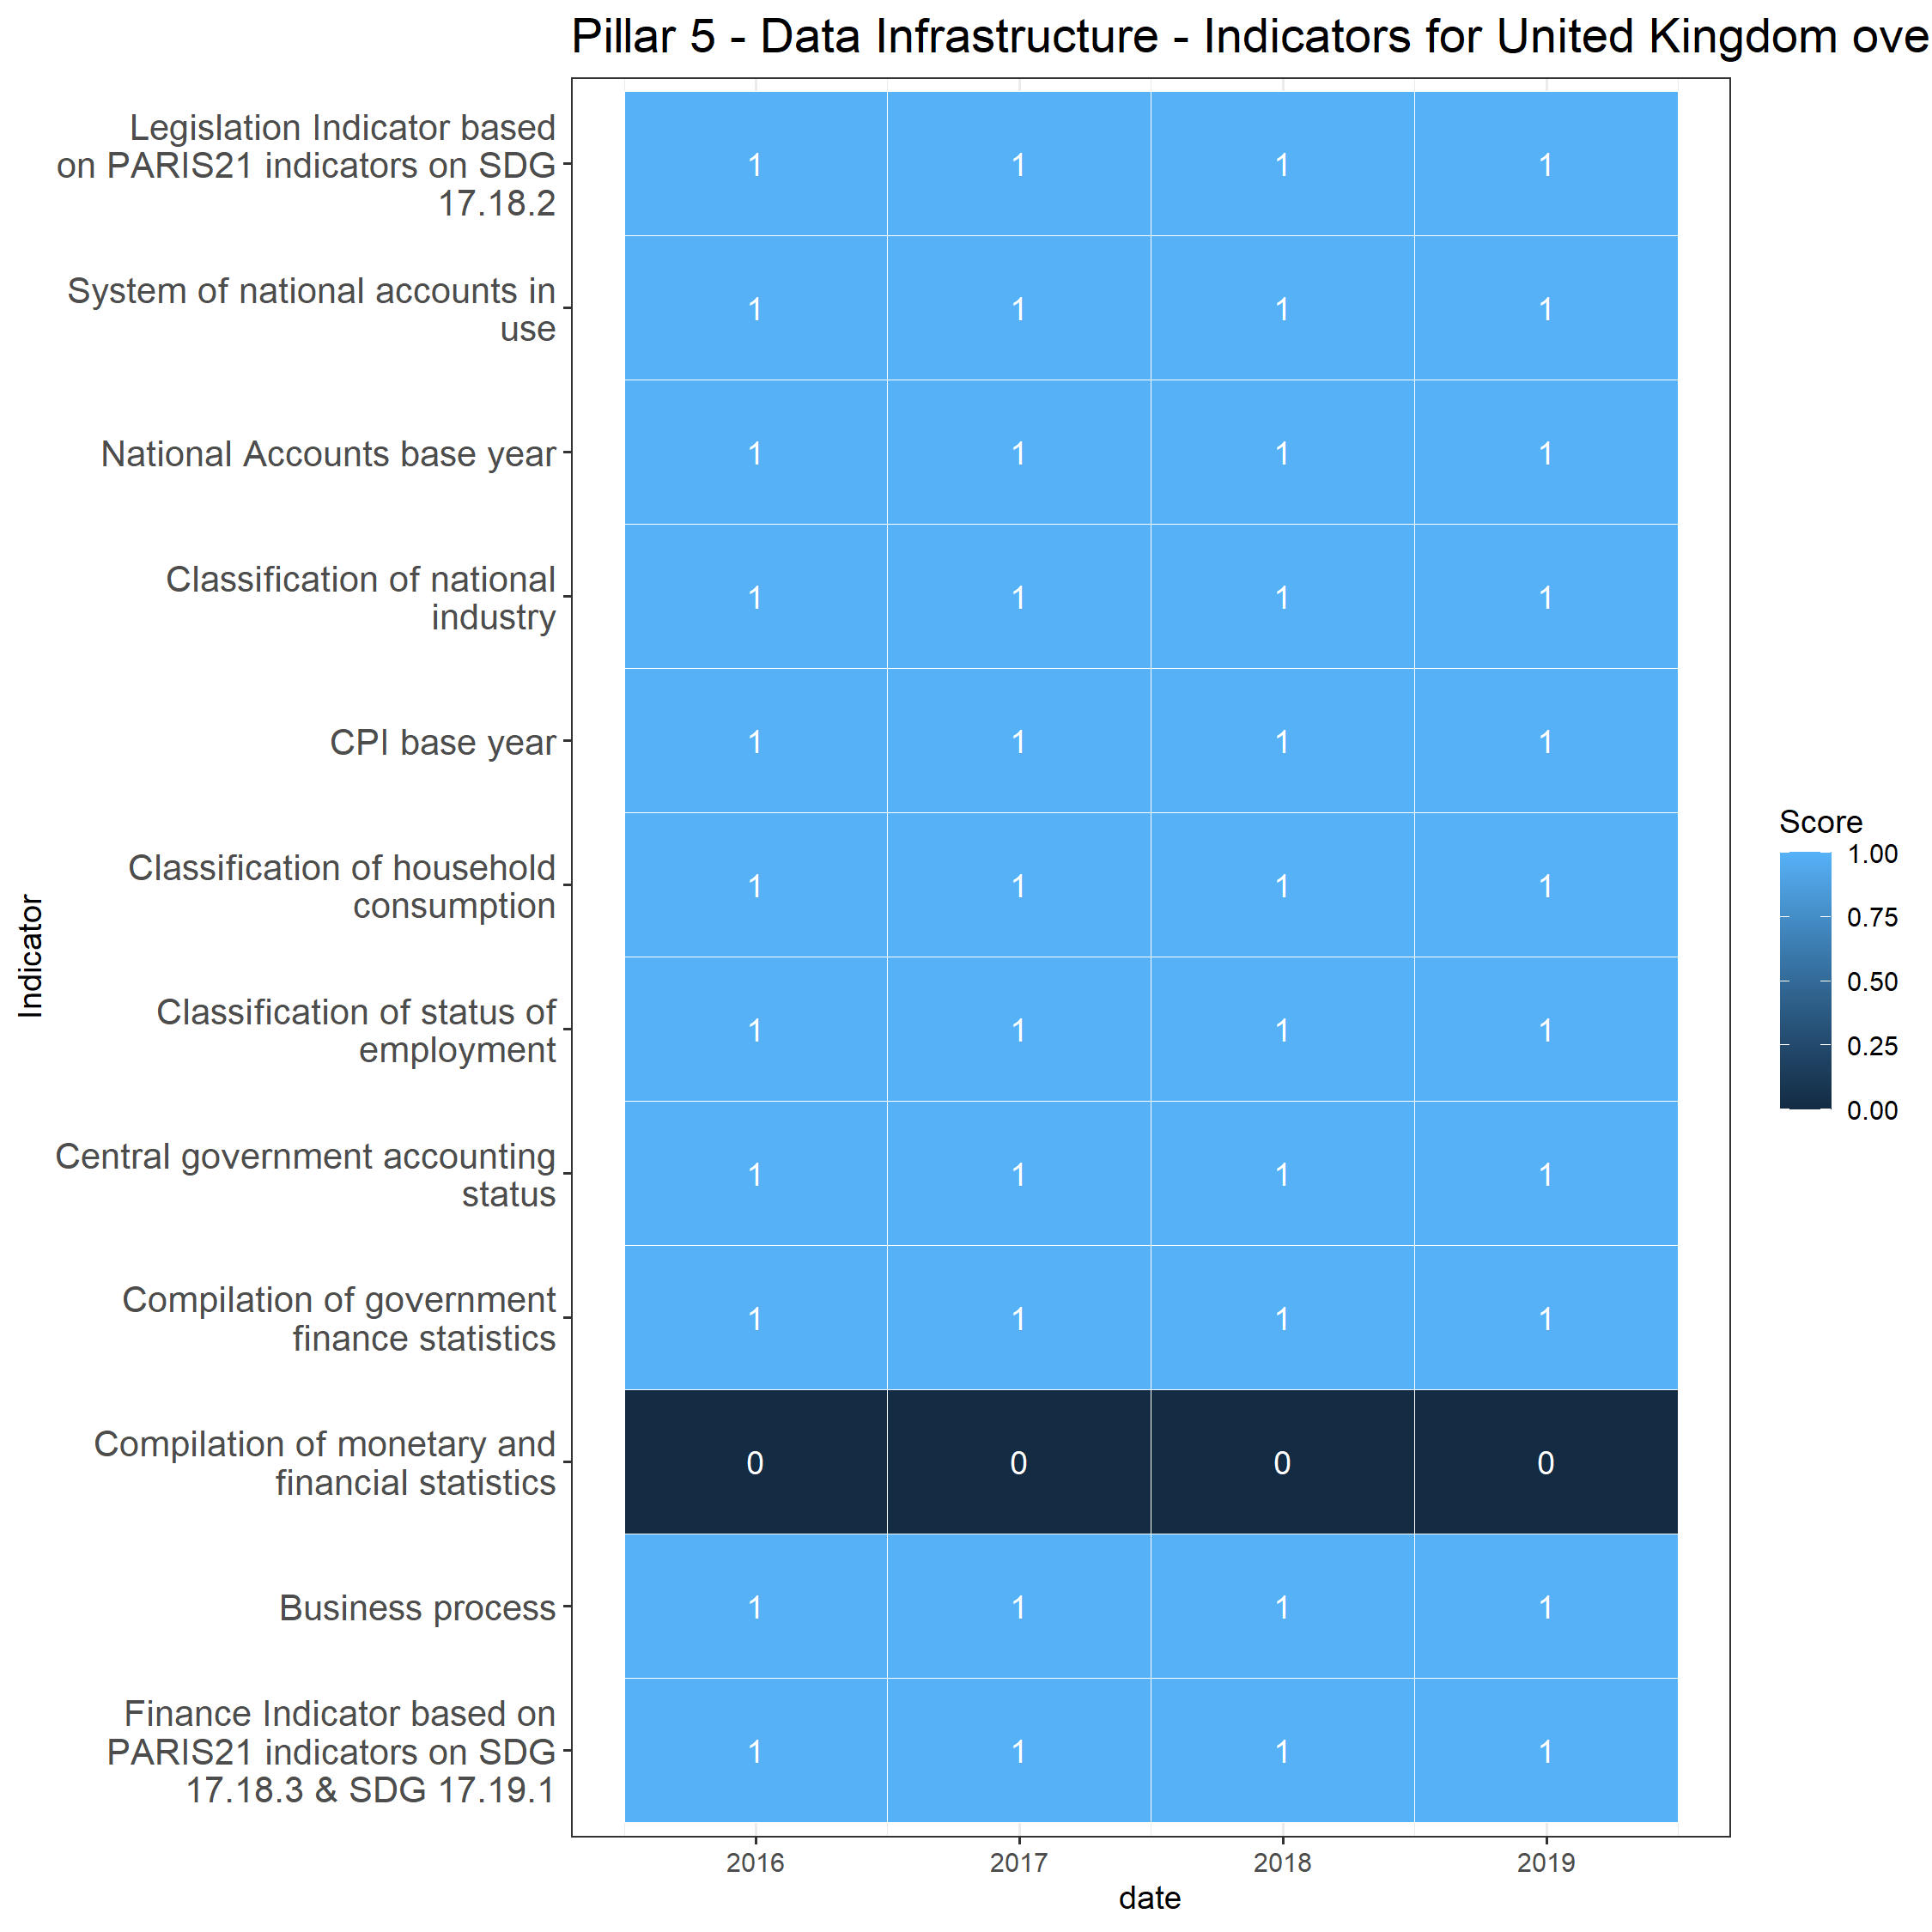 Pillar 5 - Data Infrastructure - Indicators for United Kingdom ove
Legislation Indicator based
on PARIS21 indicators on SDG
17.18.2
1 1 1 1
System of national accounts in
use
1 1 1 1
National Accounts base year
1 1 1 1
Classification of national
industry
1 1 1 1
CPI base year
1 1 1 1
Classification of household
consumption
1 1 1 1
Classification of status of
employment
1 1 1 1
Central government accounting
status
1 1 1 1
Compilation of government
finance statistics
1 1 1 1
Compilation of monetary and
financial statistics
0 0 0 0
Business process
1 1 1 1
Finance Indicator based on
PARIS21 indicators on SDG
17.18.3 & SDG 17.19.1
1 1 1 1
Indicator
2016 2017 2018 2019
date
Score
1.00
0.75
0.50
0.25
0.00